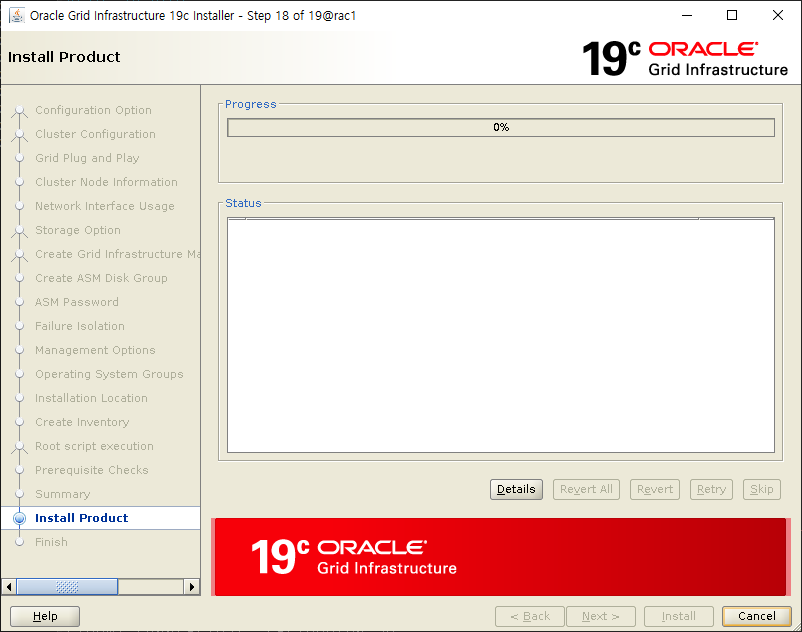 Oracle Grid Infrastructure 19c Installer - Step 18 of 19@rac1
Install Product
19c ORACLE
Grid Infrastructure
Configuration Option
Cluster Configuration
Grid Plug and Play
Cluster Node Information
Network Interface Usage
Storage Option
Create Grid Infrastructure Ma
Create ASM Disk Group
ASM Password
Failure Isolation
Management Options
Operating System Groups
Installation Location
Create Inventory
Root script execution
Prerequisite Checks
Summary
Install Product
Finish
Progress
0%
Status
Details Revert All Revert Retry Skip
19c ORACLE
Grid Infrastructure
Help < Back Next > Install Cancel